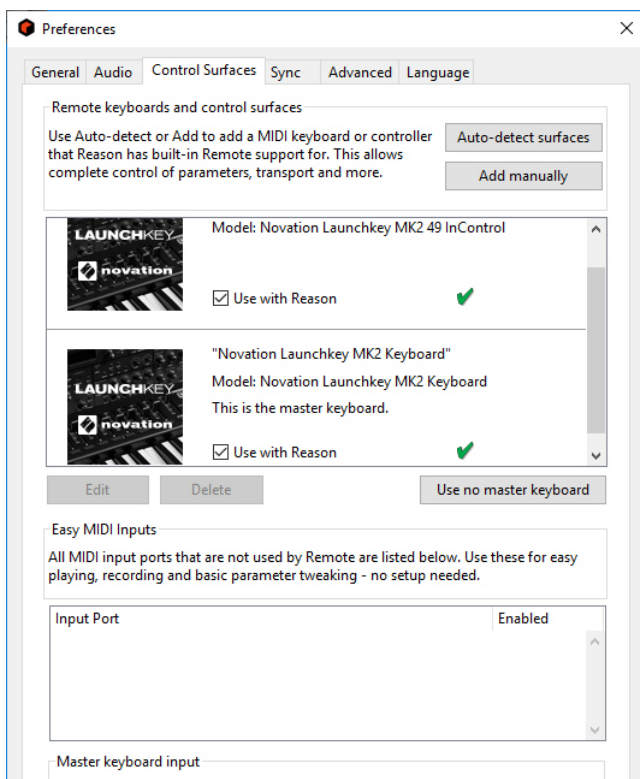 Preferences
General Audio Control Surfaces Sync Advanced Language
Remote keyboards and control surfaces
Use Auto-detect or Add to add a MIDI keyboard or controller
that Reason has built-in Remote support for. This allows
complete control of parameters, transport and more.
Auto-detect surfaces
Add manually
LAUNCHKEY
novation
Model: Novation Launchkey MK2 49 InControl
Use with Reason
LAUNCHKEY
novation
"Novation Launchkey MK2 Keyboard"
Model: Novation Launchkey MK2 Keyboard
This is the master keyboard.
Use with Reason
Edit Delete Use no master keyboard
Easy MIDI Inputs
All MIDI input ports that are not used by Remote are listed below. Use these for easy
playing, recording and basic parameter tweaking - no setup needed.
Input Port Enabled
Master keyboard input